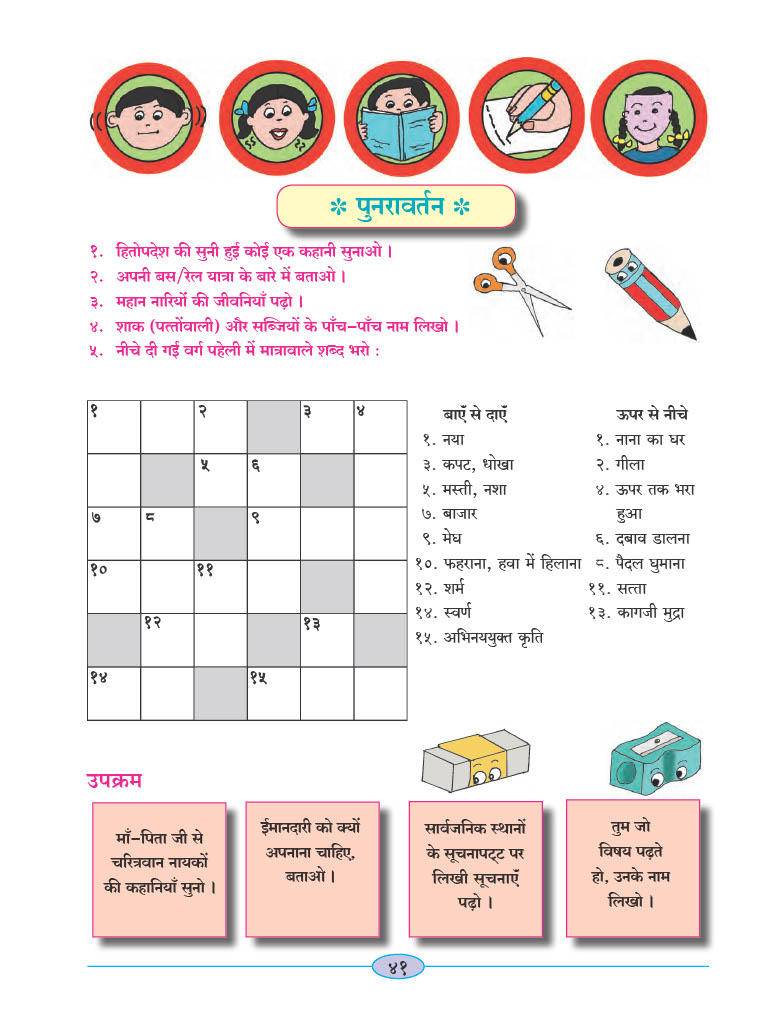 * पुनरावर्तन *
१. हितोपदेश की सुनी हुई कोई एक कहानी सुनाओ ।
२. अपनी बस/रेल यात्रा के बारे में बताओ ।
३. महान नारियों की जीवनियाँ पढ़ो ।
४. शाक (पत्तोंवाली) और सब्जियों के पाँच-पाँच नाम लिखो ।
५. नीचे दी गई वर्ग पहेली में मात्रावाले शब्द भरो :
१ २ ३ ४
५ ६
७ ८ ९
१० ११
१२ १३
१४ १५
बाएँ से दाएँ
१. नया
३. कपट, धोखा
५. मस्ती, नशा
७. बाजार
९. मेघ
१०. फहराना, हवा में हिलाना
१२. शर्म
१४. स्वर्ण
१५. अभिनययुक्त कृति
ऊपर से नीचे
१. नाना का घर
२. गीला
४. ऊपर तक भरा
हुआ
६. दबाव डालना
८. पैदल घुमाना
११. सत्ता
१३. कागजी मुद्रा
उपक्रम
माँ-पिता जी से
चरित्रवान नायकों
की कहानियाँ सुनो ।
ईमानदारी को क्यों
अपनाना चाहिए,
बताओ ।
सार्वजनिक स्थानों
के सूचनापट्ट पर
लिखी सूचनाएँ
पढ़ो ।
तुम जो
विषय पढ़ते
हो, उनके नाम
लिखो ।
४१